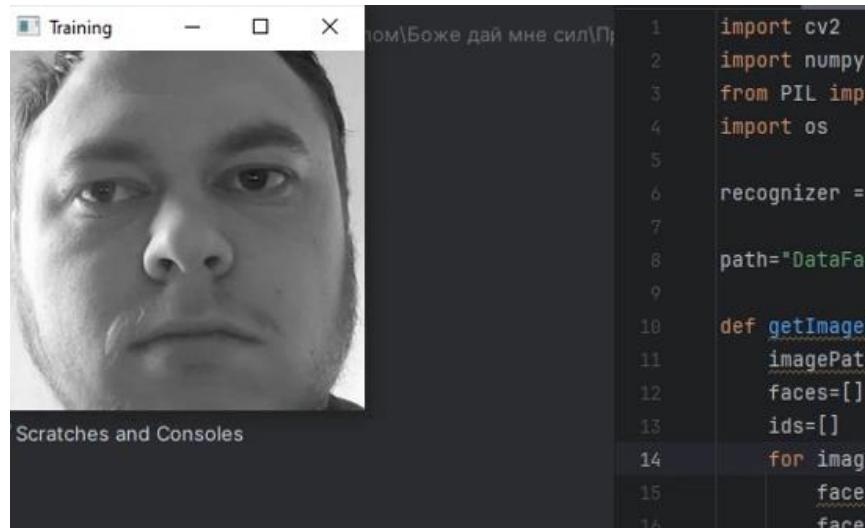 Training
лом\Боже дай мне сил\Пр
Scratches and Consoles
1 import cv2
2 import numpy
3 from PIL imp
4 import os
5
6 recognizer =
7
8 path="DataFa
9
10 def getImage
11 imagePat
12 faces=[]
13 ids=[]
14 for imag
15 face
16 face